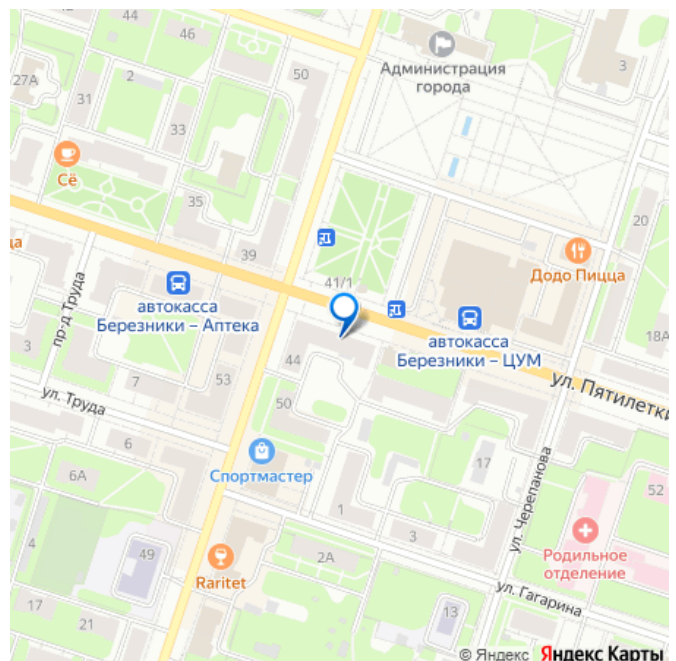 44
46
50
Администрация
города
3
27А
2
31
33
Сё
35
20
39
Додо Пицца
ца
41/1
автокасса
Березники – Аптека
пр-д Труда
автокасса
Березники – ЦУМ
18А
3
44
7
53
ул. Пятилетки
ул. Труда
50
6
17
Спортмастер
6А
ул. Черепанова
52
1
3
4
49
2А
Родильное
отделение
Raritet
ул. Гагарина
17
21
13
© Яндекс Яндекс Карты